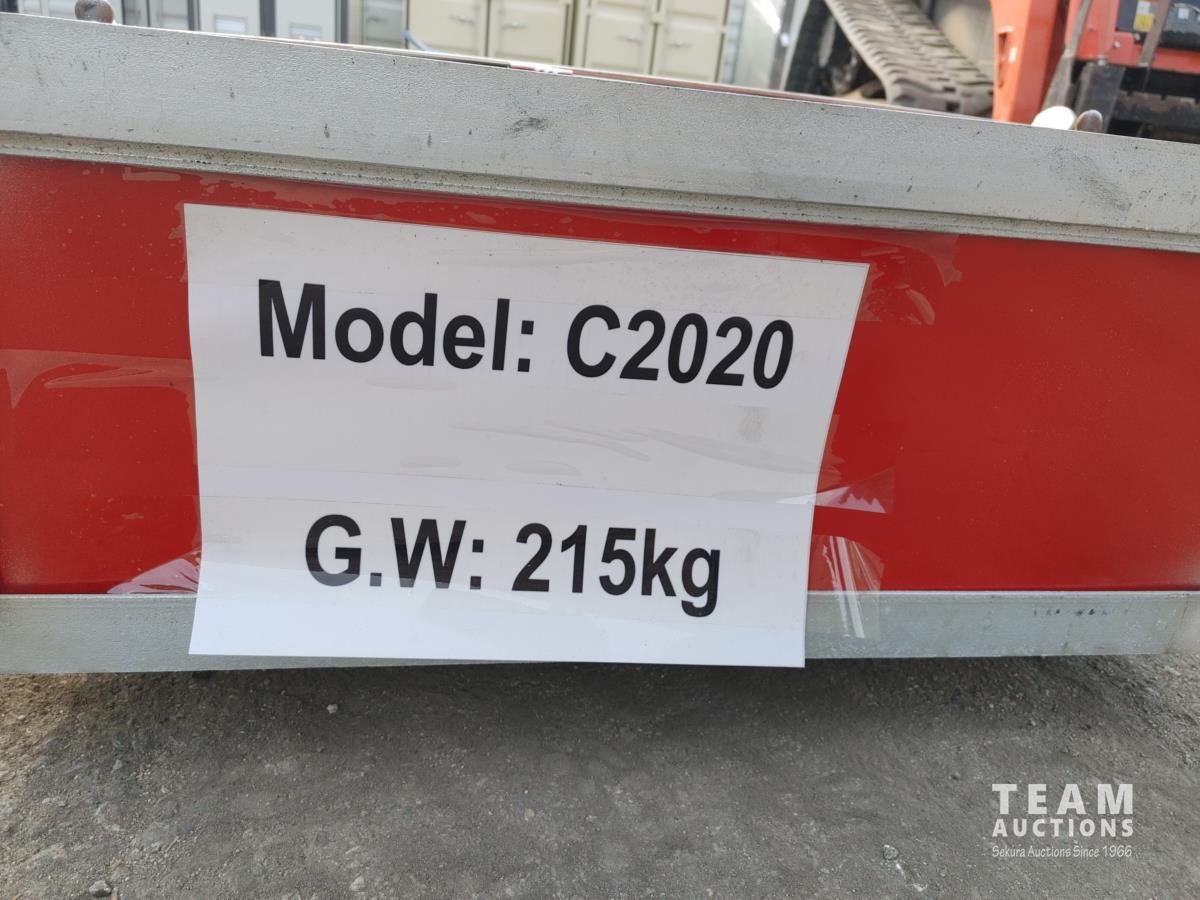 Model: C2020
G.W: 215kg
TEAM
AUCTIONS
Sekura Auctions Since 1966